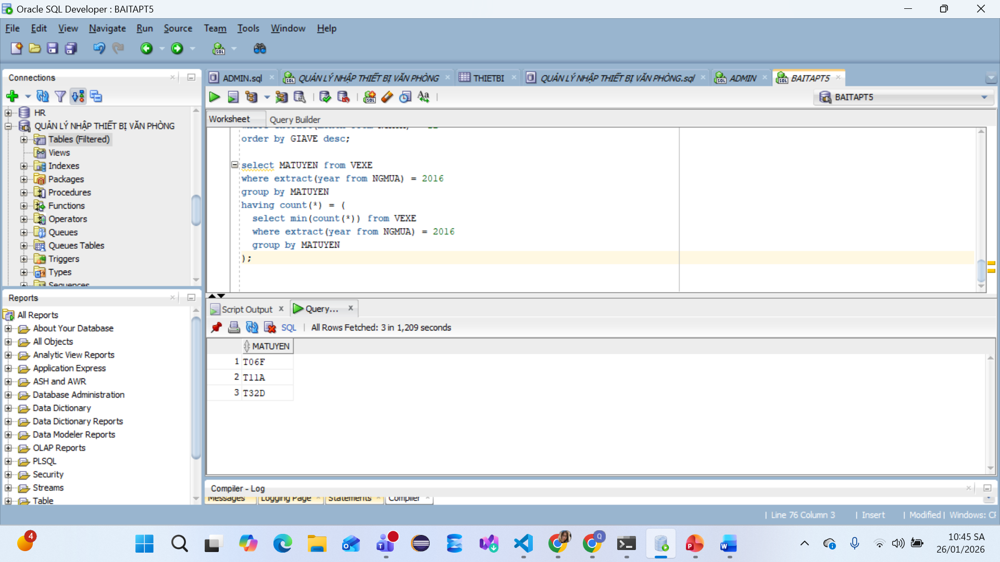 Oracle SQL Developer : BAITAPT5
File Edit View Navigate Run Source Team Tools Window Help
Connections
HR
QUẢN LÝ NHẬP THIẾT BỊ VĂN PHÒNG
Tables (Filtered)
Views
Indexes
Packages
Procedures
Functions
Operators
Queues
Queues Tables
Triggers
Types
Sequences
Reports
All Reports
About Your Database
All Objects
Analytic View Reports
Application Express
ASH and AWR
Database Administration
Data Dictionary
Data Dictionary Reports
Data Modeler Reports
OLAP Reports
PLSQL
Security
Streams
Table
ADMIN.sql
QUẢN LÝ NHẬP THIẾT BỊ VĂN PHÒNG
THIETBI
QUẢN LÝ NHẬP THIẾT BỊ VĂN PHÒNG.sql
ADMIN
BAITAPT5
BAITAPT5
Worksheet Query Builder
order by GIAVE desc;
select MATUYEN from VEXE
where extract(year from NGMUA) = 2016
group by MATUYEN
having count(*) = (
select min(count(*)) from VEXE
where extract(year from NGMUA) = 2016
group by MATUYEN
);
Script Output x Query... x
SQL | All Rows Fetched: 3 in 1,209 seconds
MATUYEN
1 T06F
2 T11A
3 T32D
Compiler - Log
Messages Logging Page Statements Compiler
| Line 76 Column 3 | Insert | Modified | Windows: CF
4
10:45 SA
26/01/2026